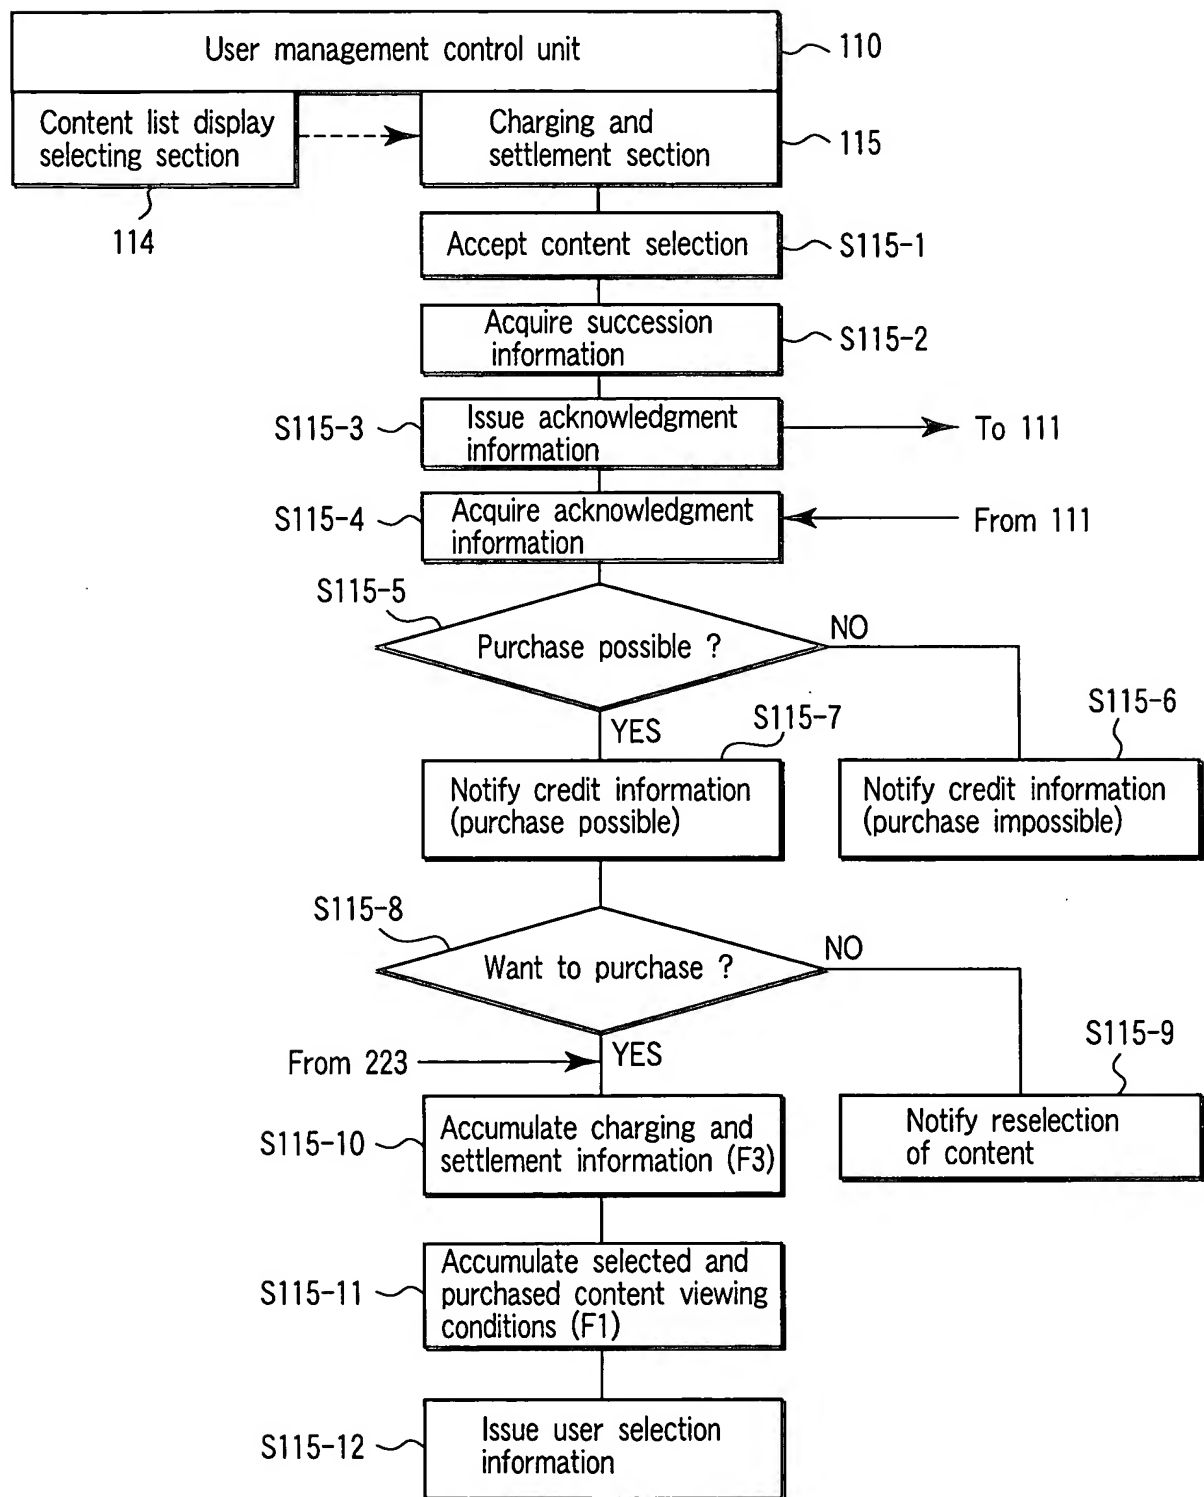 User management control unit
110
Content list display
selecting section
Charging and
settlement section
115
114
Accept content selection
S115-1
Acquire succession
information
S115-2
S115-3
Issue acknowledgment
information
To 111
S115-4
Acquire acknowledgment
information
From 111
S115-5
Purchase possible ?
NO
YES
S115-7
S115-6
Notify credit information
(purchase possible)
Notify credit information
(purchase impossible)
S115-8
Want to purchase ?
NO
From 223
YES
S115-9
S115-10
Accumulate charging and
settlement information (F3)
Notify reselection
of content
S115-11
Accumulate selected and
purchased content viewing
conditions (F1)
S115-12
Issue user selection
information